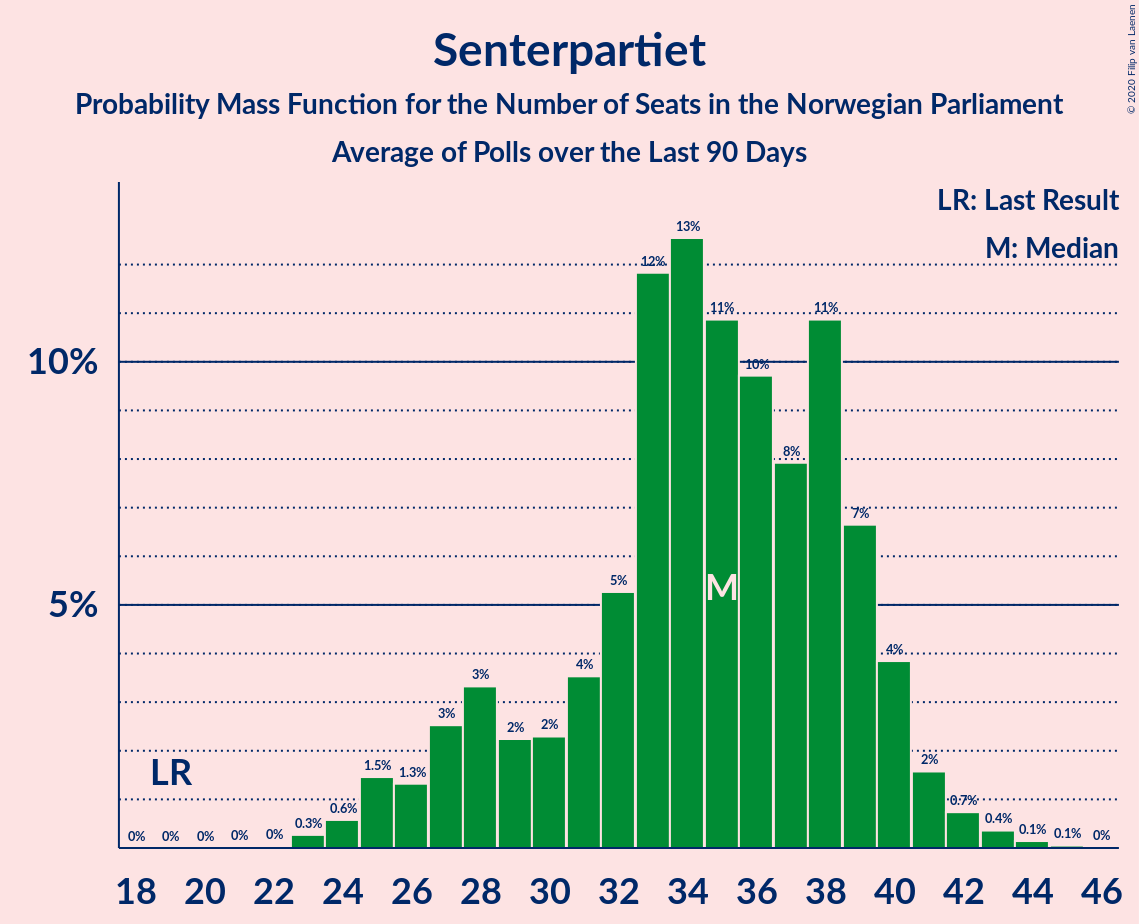 Senterpartiet
Probability Mass Function for the Number of Seats in the Norwegian Parliament
Average of Polls over the Last 90 Days
© 2020 Filip van Laenen
LR: Last Result
M: Median
10%
5%
LR
M
0% 0% 0% 0% 0% 0.3% 0.6% 1.5% 1.3% 3% 3% 2% 2% 4% 5% 12% 13% 11% 10% 8% 11% 7% 4% 2% 0.7% 0.4% 0.1% 0.1% 0%
18 20 22 24 26 28 30 32 34 36 38 40 42 44 46